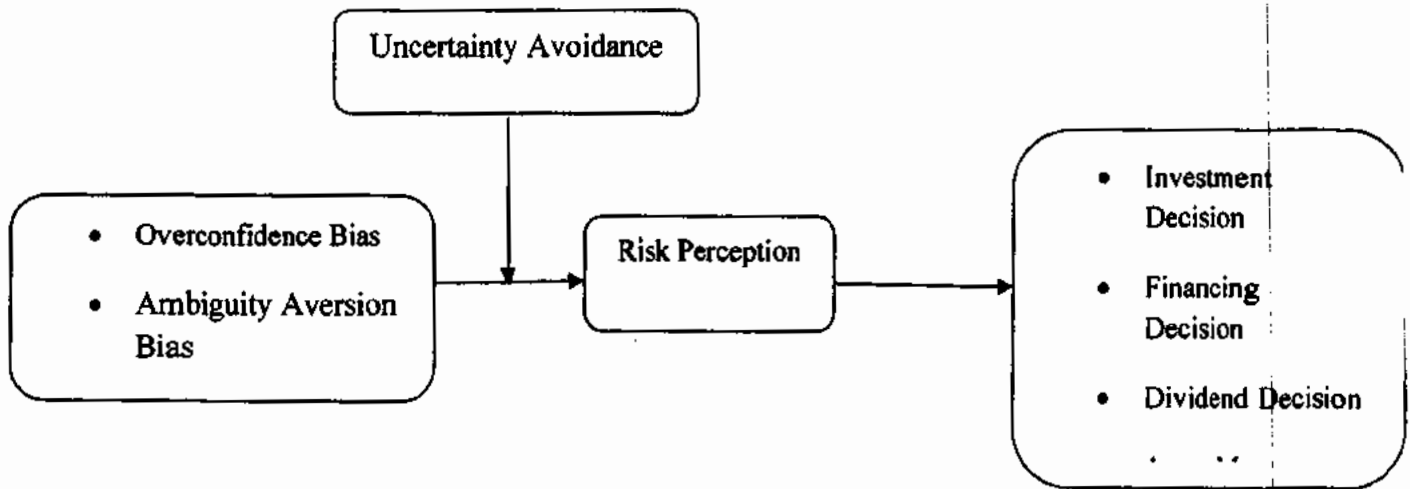 Uncertainty Avoidance
• Overconfidence Bias
• Ambiguity Aversion
Bias
Risk Perception
• Investment
Decision
• Financing
Decision
• Dividend Decision